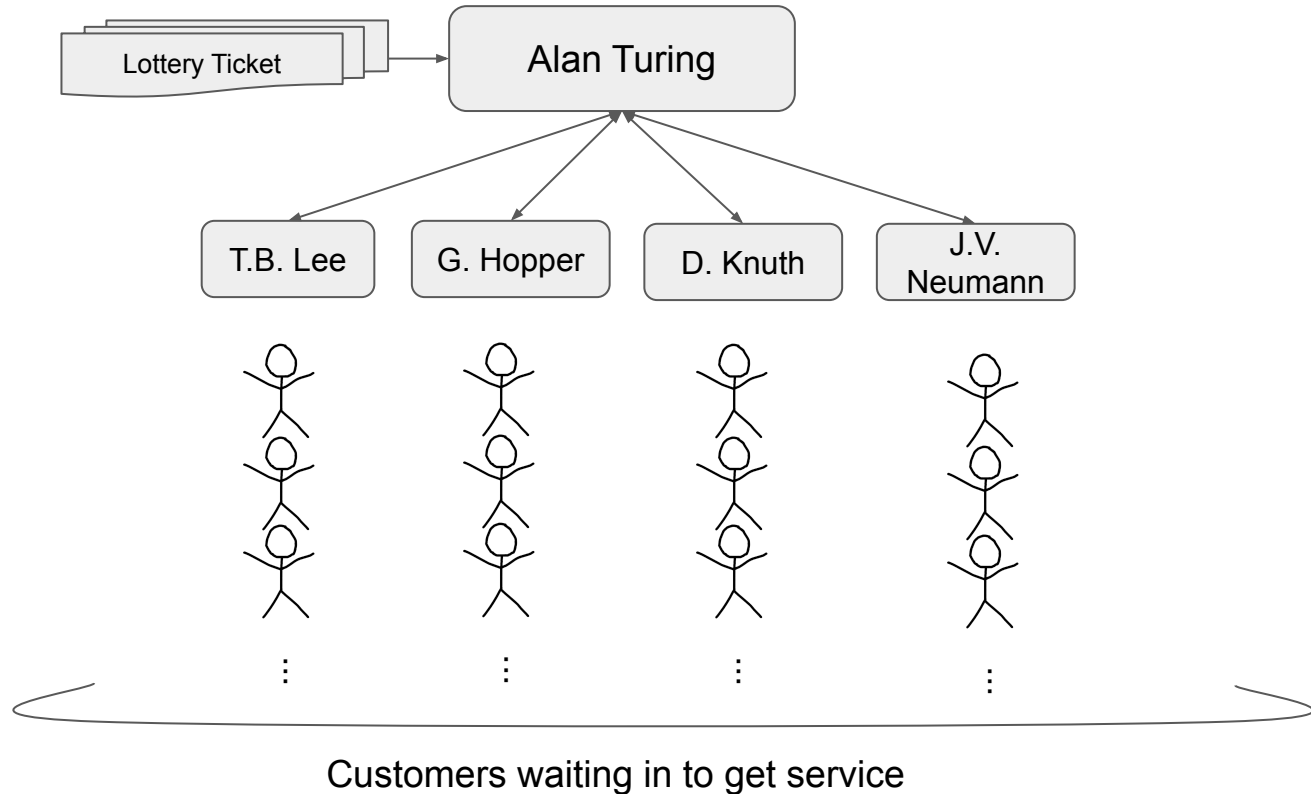 Lottery Ticket
Alan Turing
T.B. Lee
G. Hopper
D. Knuth
J.V.
Neumann
...
...
...
...
Customers waiting in to get service